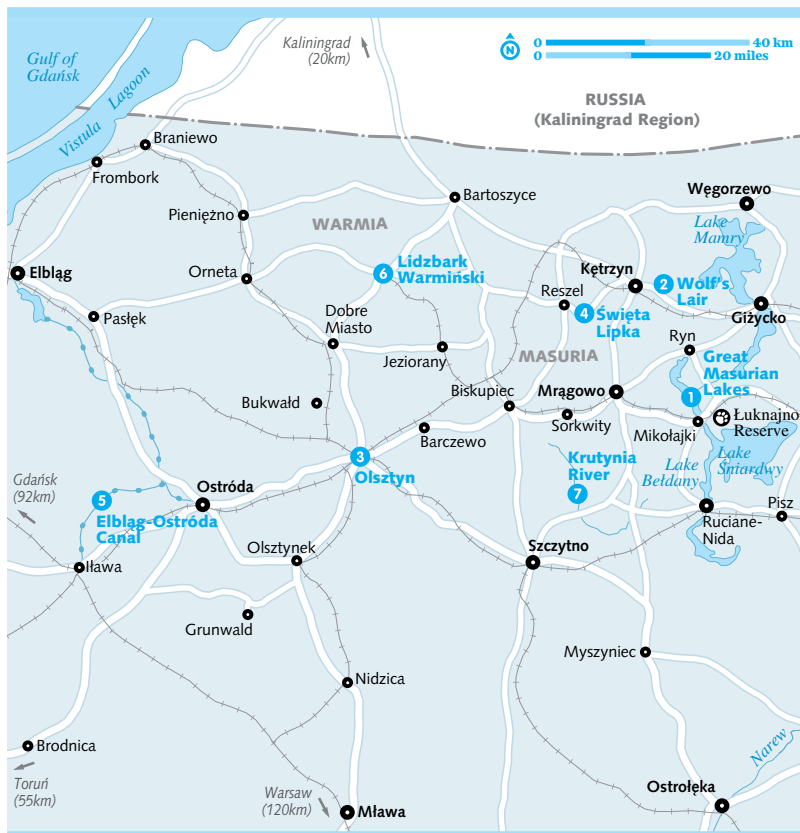 Gulf of
Gdańsk
Kaliningrad
(20km)
N
0
40 km
0
20 miles
RUSSIA
(Kaliningrad Region)
Vistula Lagoon
Braniewo
Frombork
Bartoszyce
Węgorzewo
Pieniężno
WARMIA
Lake
Mamry
Elbląg
6
Lidzbark
Warmiński
Orneta
Kętrzyn
2
Wolf's
Lair
Reszel
4
Święta
Lipka
Giżycko
Pasłęk
Dobre
Miasto
Ryn
Jeziorany
MASURIA
Great
Masurian
Lakes
1
Biskupiec
Mrągowo
Bukwałd
Sorkwity
Mikołajki
Łuknajno
Reserve
Barczewo
3
Olsztyn
Krutynia
River
7
Lake
Bełdany
Lake
Śniardwy
Gdańsk
(92km)
5
Elbląg-Ostróda
Canal
Ostróda
Pisz
Ruciane-
Nida
Olsztynek
Szczytno
Iława
Grunwald
Myszyniec
Nidzica
Brodnica
Narew
Toruń
(55km)
Warsaw
(120km)
Mława
Ostrołęka